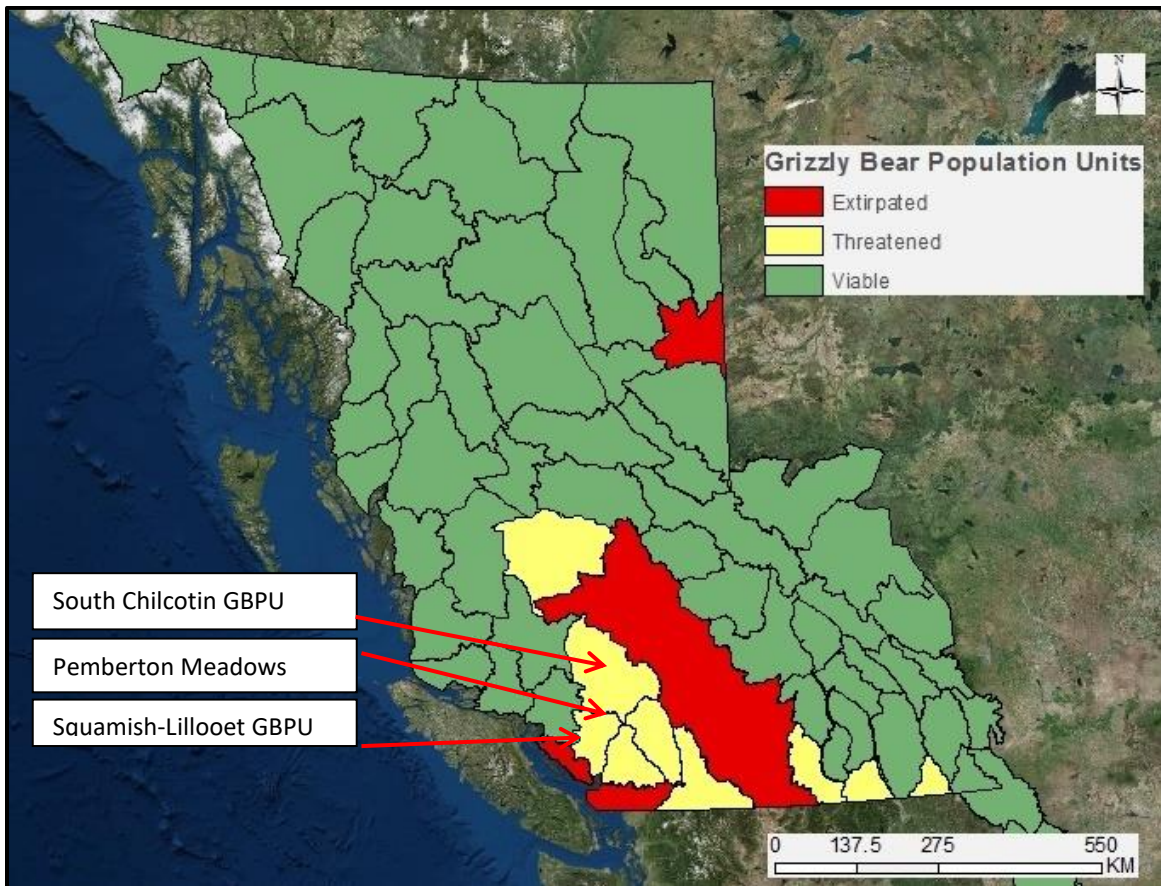 N
Grizzly Bear Population Units
Extirpated
Threatened
Viable
South Chilcotin GBPU
Pemberton Meadows
Squamish-Lillooet GBPU
0 137.5 275 550
KM